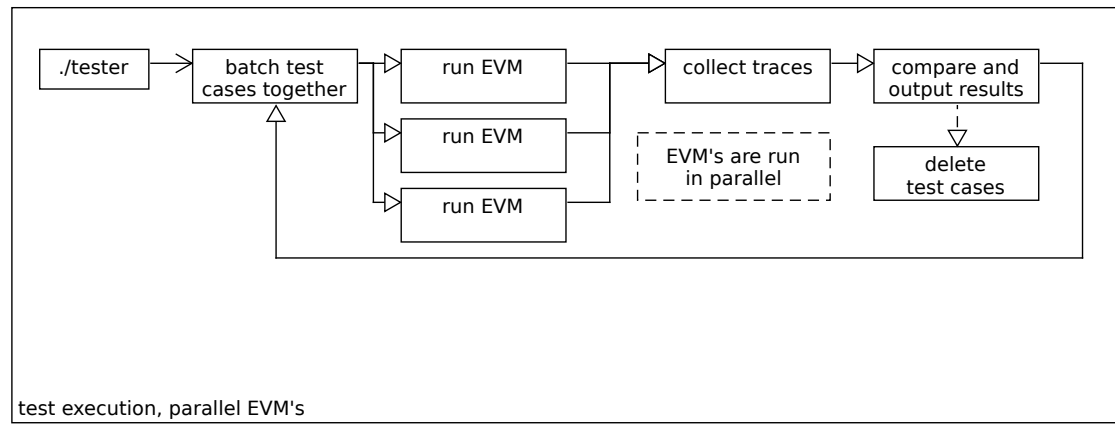 ./tester
batch test
cases together
run EVM
run EVM
run EVM
collect traces
EVM's are run
in parallel
compare and
output results
delete
test cases
test execution, parallel EVM's